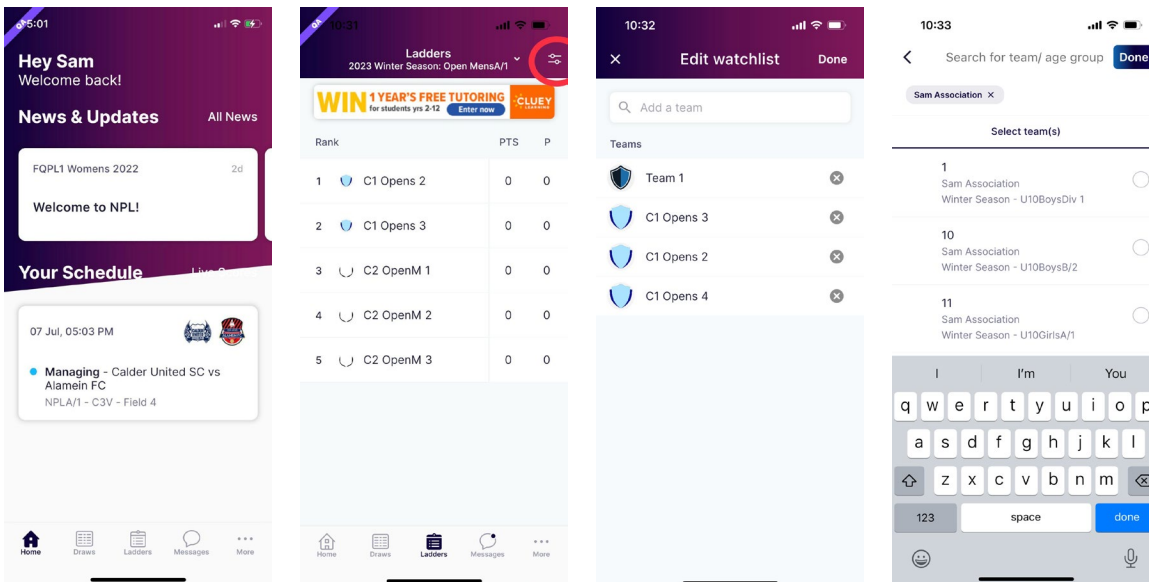 5:01
Hey Sam
Welcome back!
News & Updates
All News
FQPL1 Womens 2022
2d
Welcome to NPL!
Your Schedule
07 Jul, 05:03 PM
Managing - Calder United SC vs
Alamein FC
NPLA/1 - C3V - Field 4
Home
Draws
Ladders
Messages
More
QA
10:31
Ladders
2023 Winter Season: Open MensA/1
WIN
1 YEAR'S FREE TUTORING
for students yrs 2-12
Enter now
CLUEY
LEARNING
Rank
PTS
P
1 C1 Opens 2 0 0
2 C1 Opens 3 0 0
3 C2 OpenM 1 0 0
4 C2 OpenM 2 0 0
5 C2 OpenM 3 0 0
Home
Draws
Ladders
Messages
More
10:32
Edit watchlist
Done
Add a team
Teams
Team 1
C1 Opens 3
C1 Opens 2
C1 Opens 4
10:33
Search for team/ age group
Done
Sam Association ×
Select team(s)
1
Sam Association
Winter Season - U10BoysDiv 1
10
Sam Association
Winter Season - U10BoysB/2
11
Sam Association
Winter Season - U10GirlsA/1
I I'm You
q w e r t y u i o p
a s d f g h j k l
z x c v b n m
123 space done